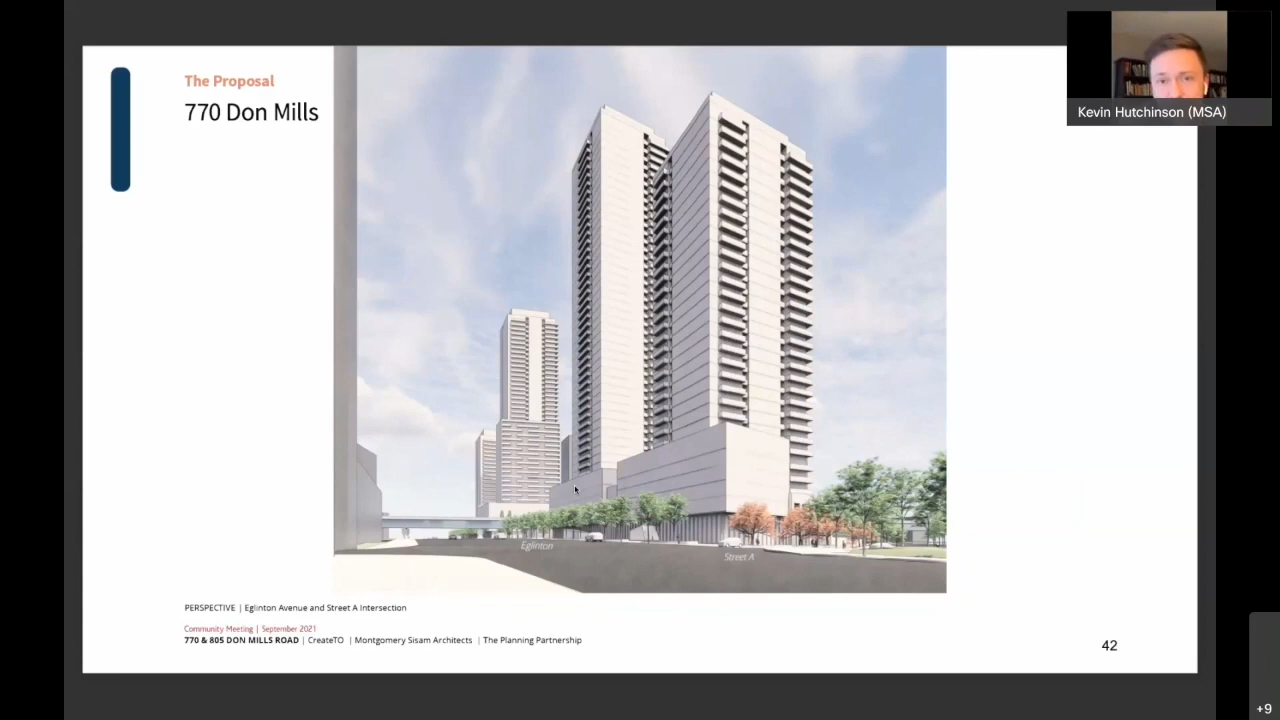 The Proposal
770 Don Mills
Kevin Hutchinson (MSA)
Eglinton
Street A
PERSPECTIVE | Eglinton Avenue and Street A Intersection
Community Meeting | September 2021
770 & 805 DON MILLS ROAD | CreateTO | Montgomery Sisam Architects | The Planning Partnership
42
+9